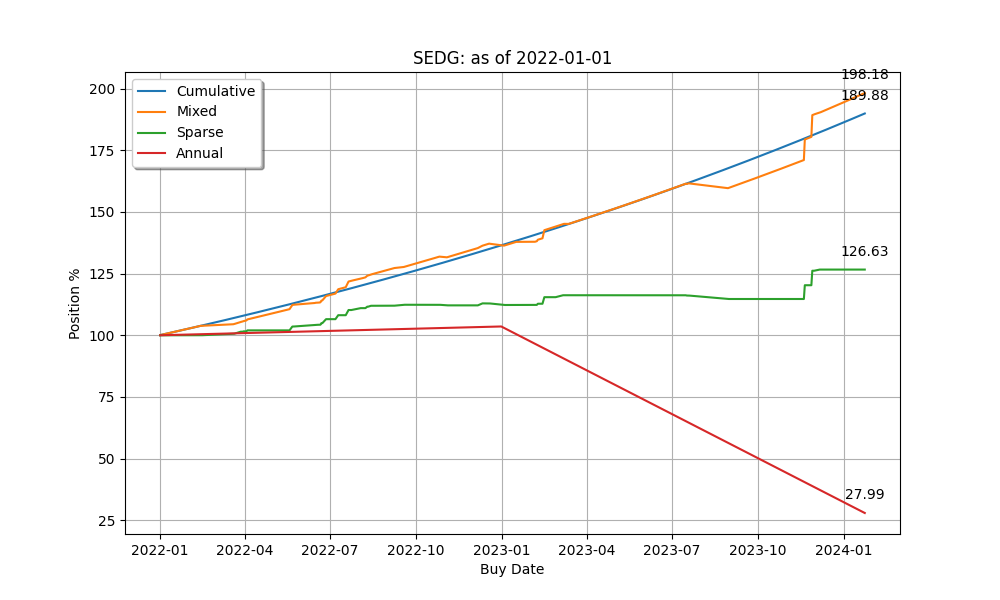 SEDG: as of 2022-01-01
198.18
189.88
126.63
27.99
Cumulative
Mixed
Sparse
Annual
Position %
200
175
150
125
100
75
50
25
2022-01 2022-04 2022-07 2022-10 2023-01 2023-04 2023-07 2023-10 2024-01
Buy Date